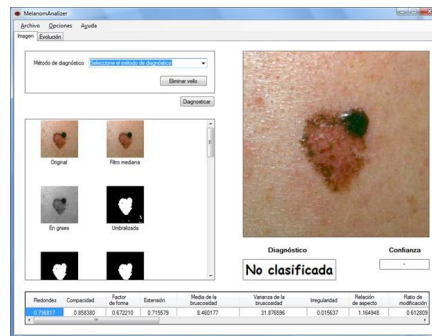 MelanomAnalizer
Archivo Opciones Ayuda
Imagen Evolución
Método de diagnóstico Seleccione el método de diagnóstico
Eliminar vello
Diagnosticar
Original Filtro mediana
En grises Umbralizada
Diagnóstico Confianza
No clasificada -
Redondez Compacidad Factor de forma Extensión Media de la bruscosidad Varianza de la bruscosidad Irregularidad Relación de aspecto Ratio de modificación
0.736817 0.858380 0.672210 0.715579 8.460177 31.876596 0.015637 1.164948 0.612809